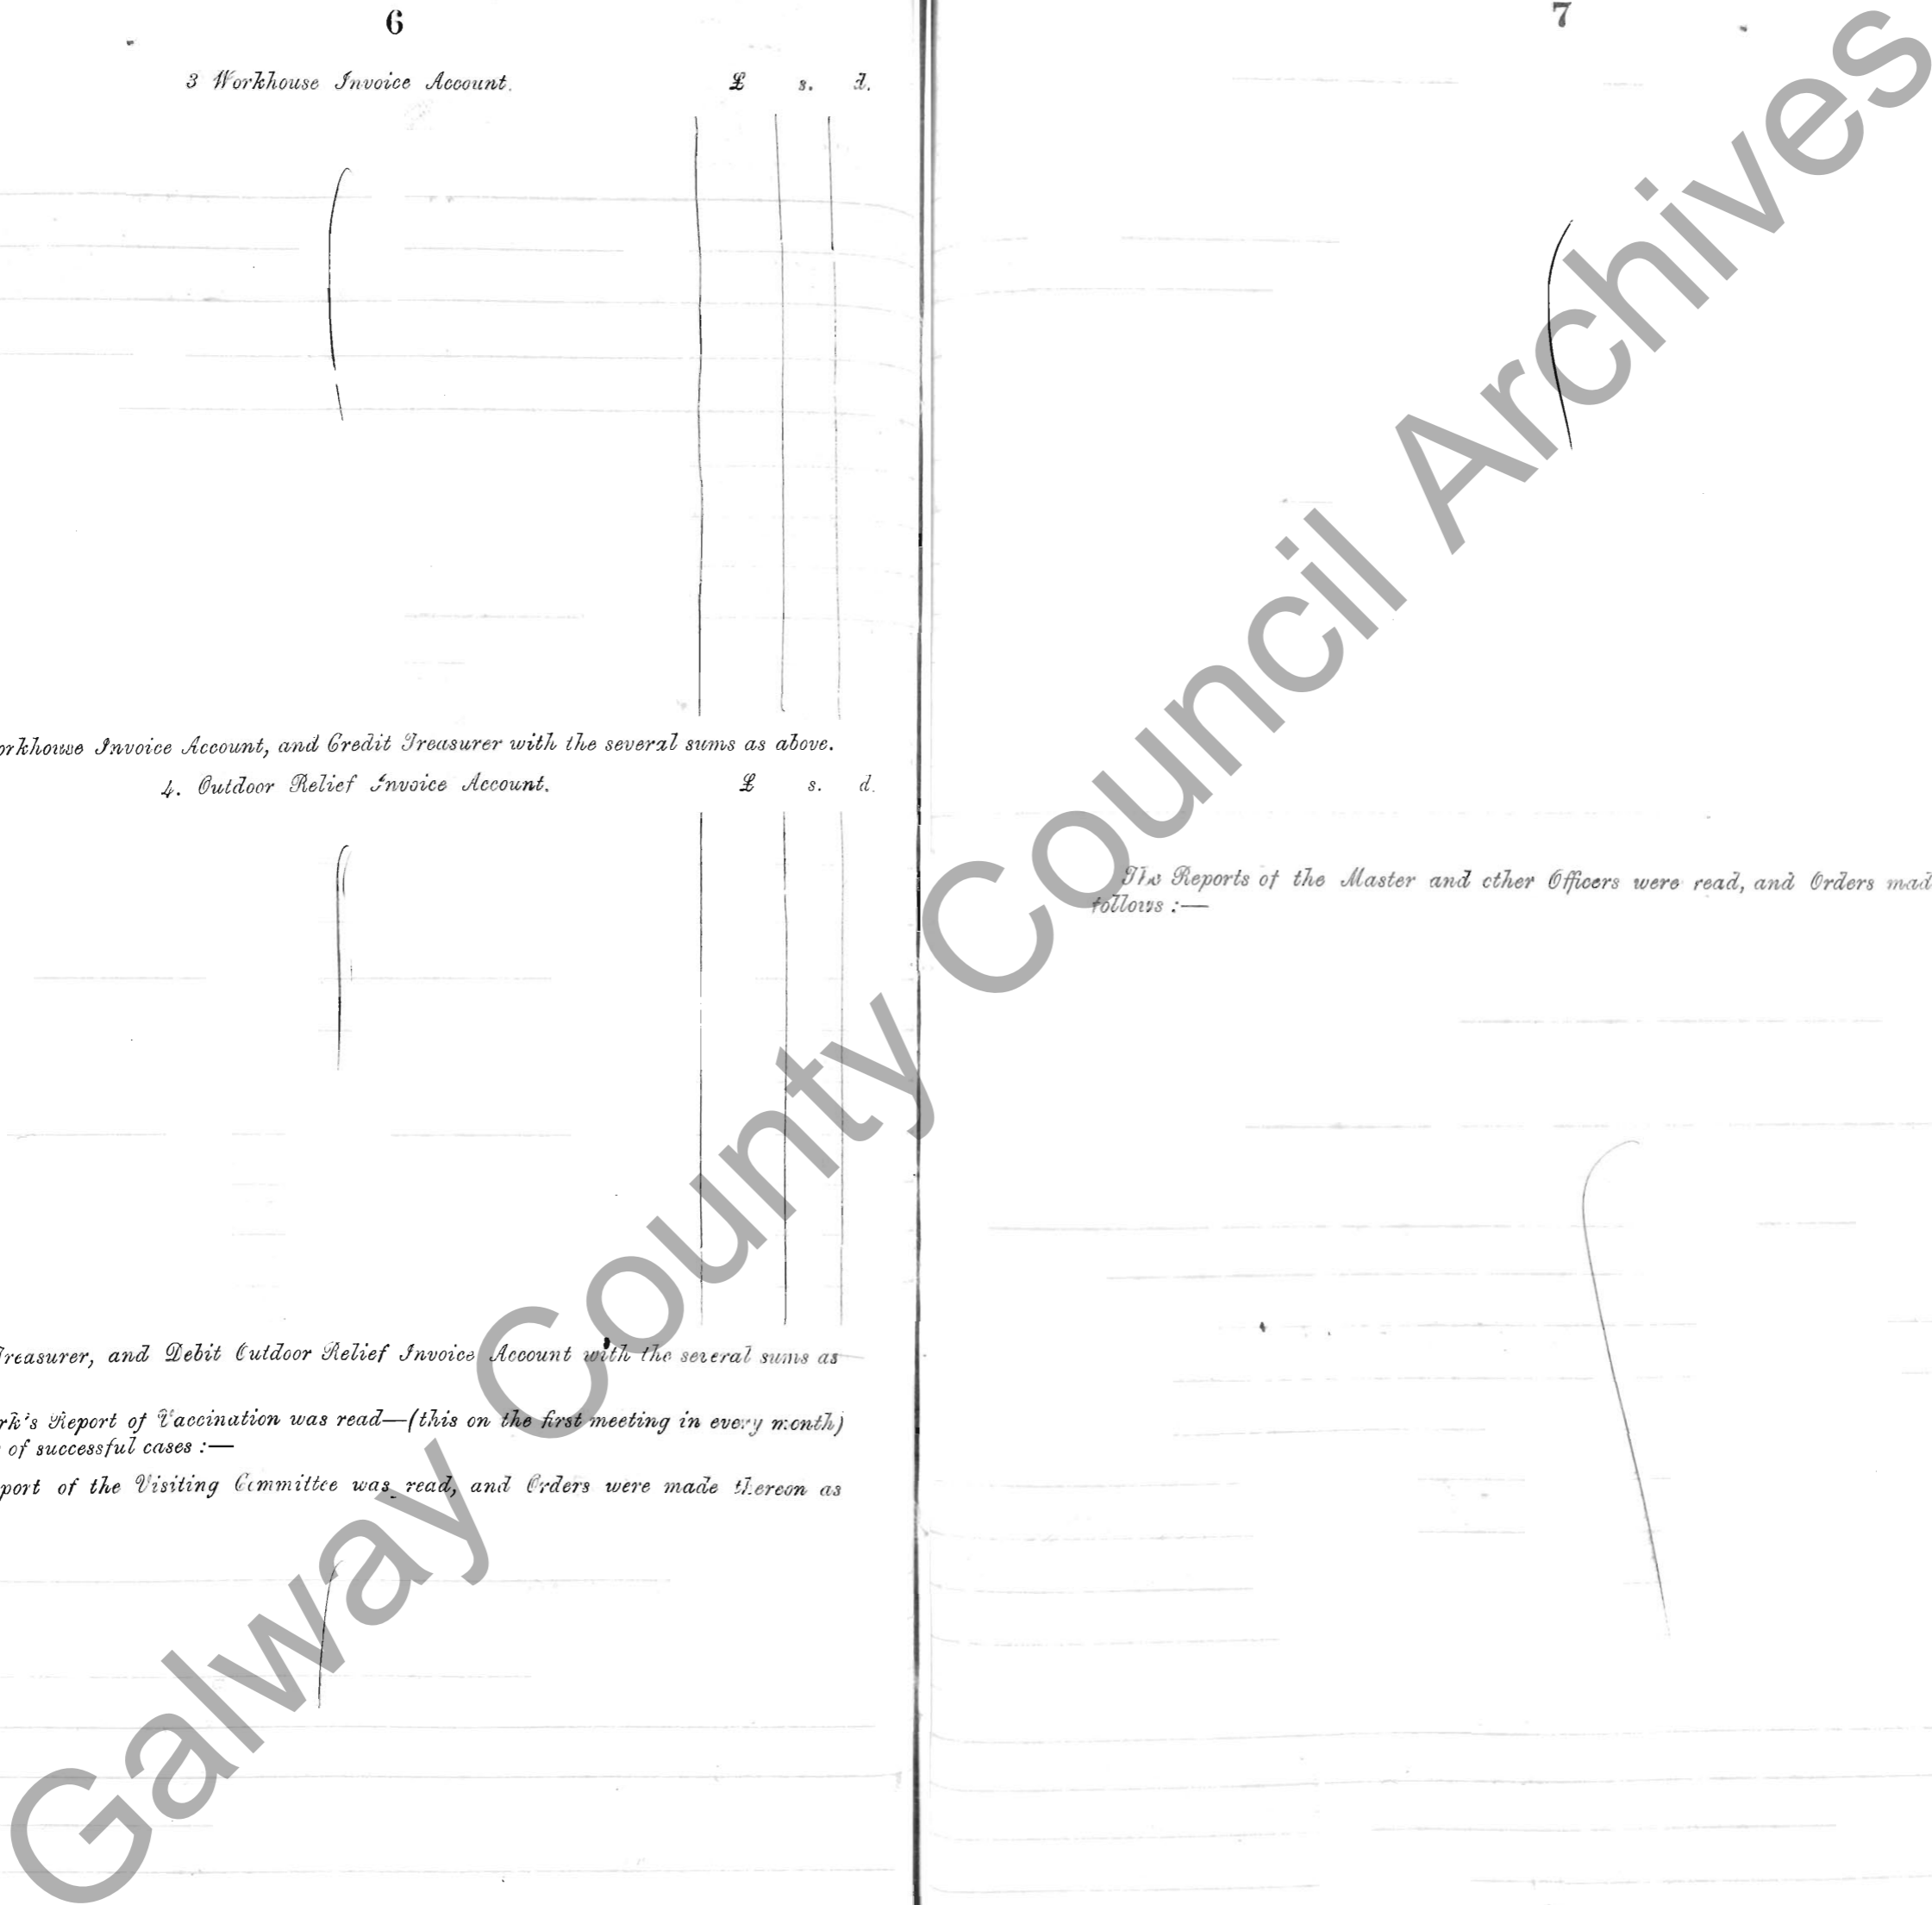 6
3 Workhouse Invoice Account. £ s. d.
orkhouse Invoice Account, and Credit Treasurer with the several sums as above.
4. Outdoor Relief Invoice Account. £ s. d.
reasurer, and Debit Outdoor Relief Invoice Account with the several sums as
rk's Report of Vaccination was read—(this on the first meeting in every month)
of successful cases :—
port of the Visiting Committee was read, and Orders were made thereon as
7
The Reports of the Master and other Officers were read, and Orders mad
follows :—
Galway County Council Archives